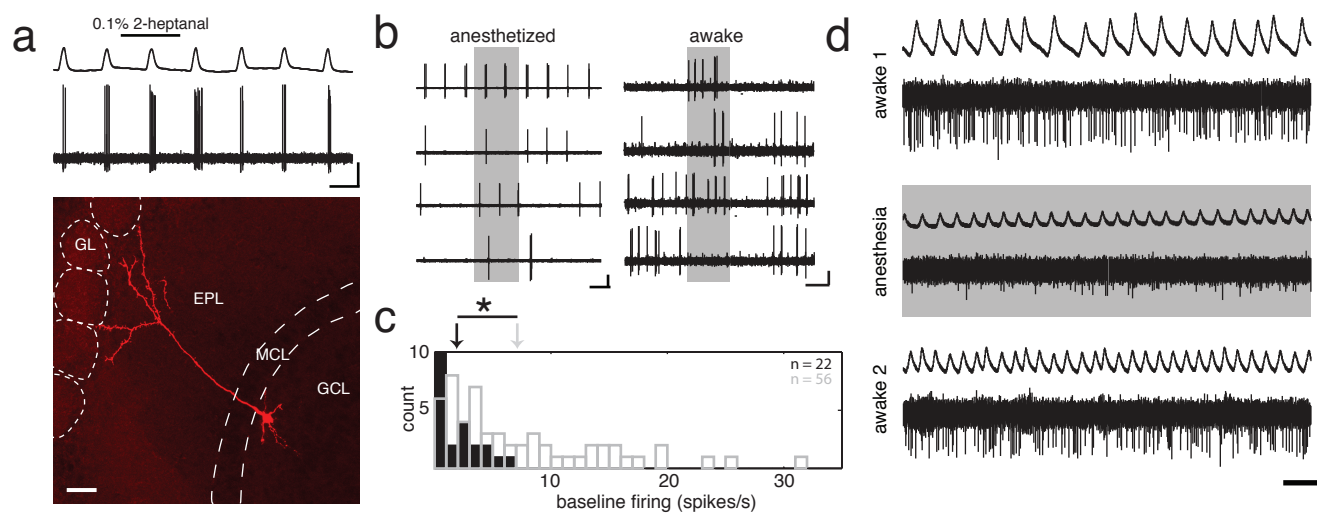 a
0.1% 2-heptanal
GL
EPL
MCL
GCL
b
anesthetized
awake
c
*
10
5
count
n = 22
n = 56
10
20
30
baseline firing (spikes/s)
d
awake 1
anesthesia
awake 2